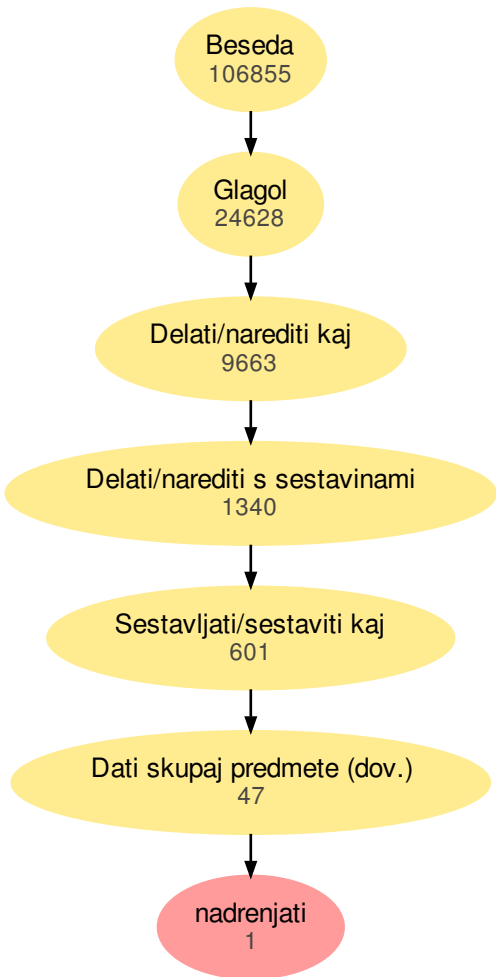 Beseda
106855
Glagol
24628
Delati/narediti kaj
9663
Delati/narediti s sestavinami
1340
Sestavljati/sestaviti kaj
601
Dati skupaj predmete (dov.)
47
nadrenjati
1